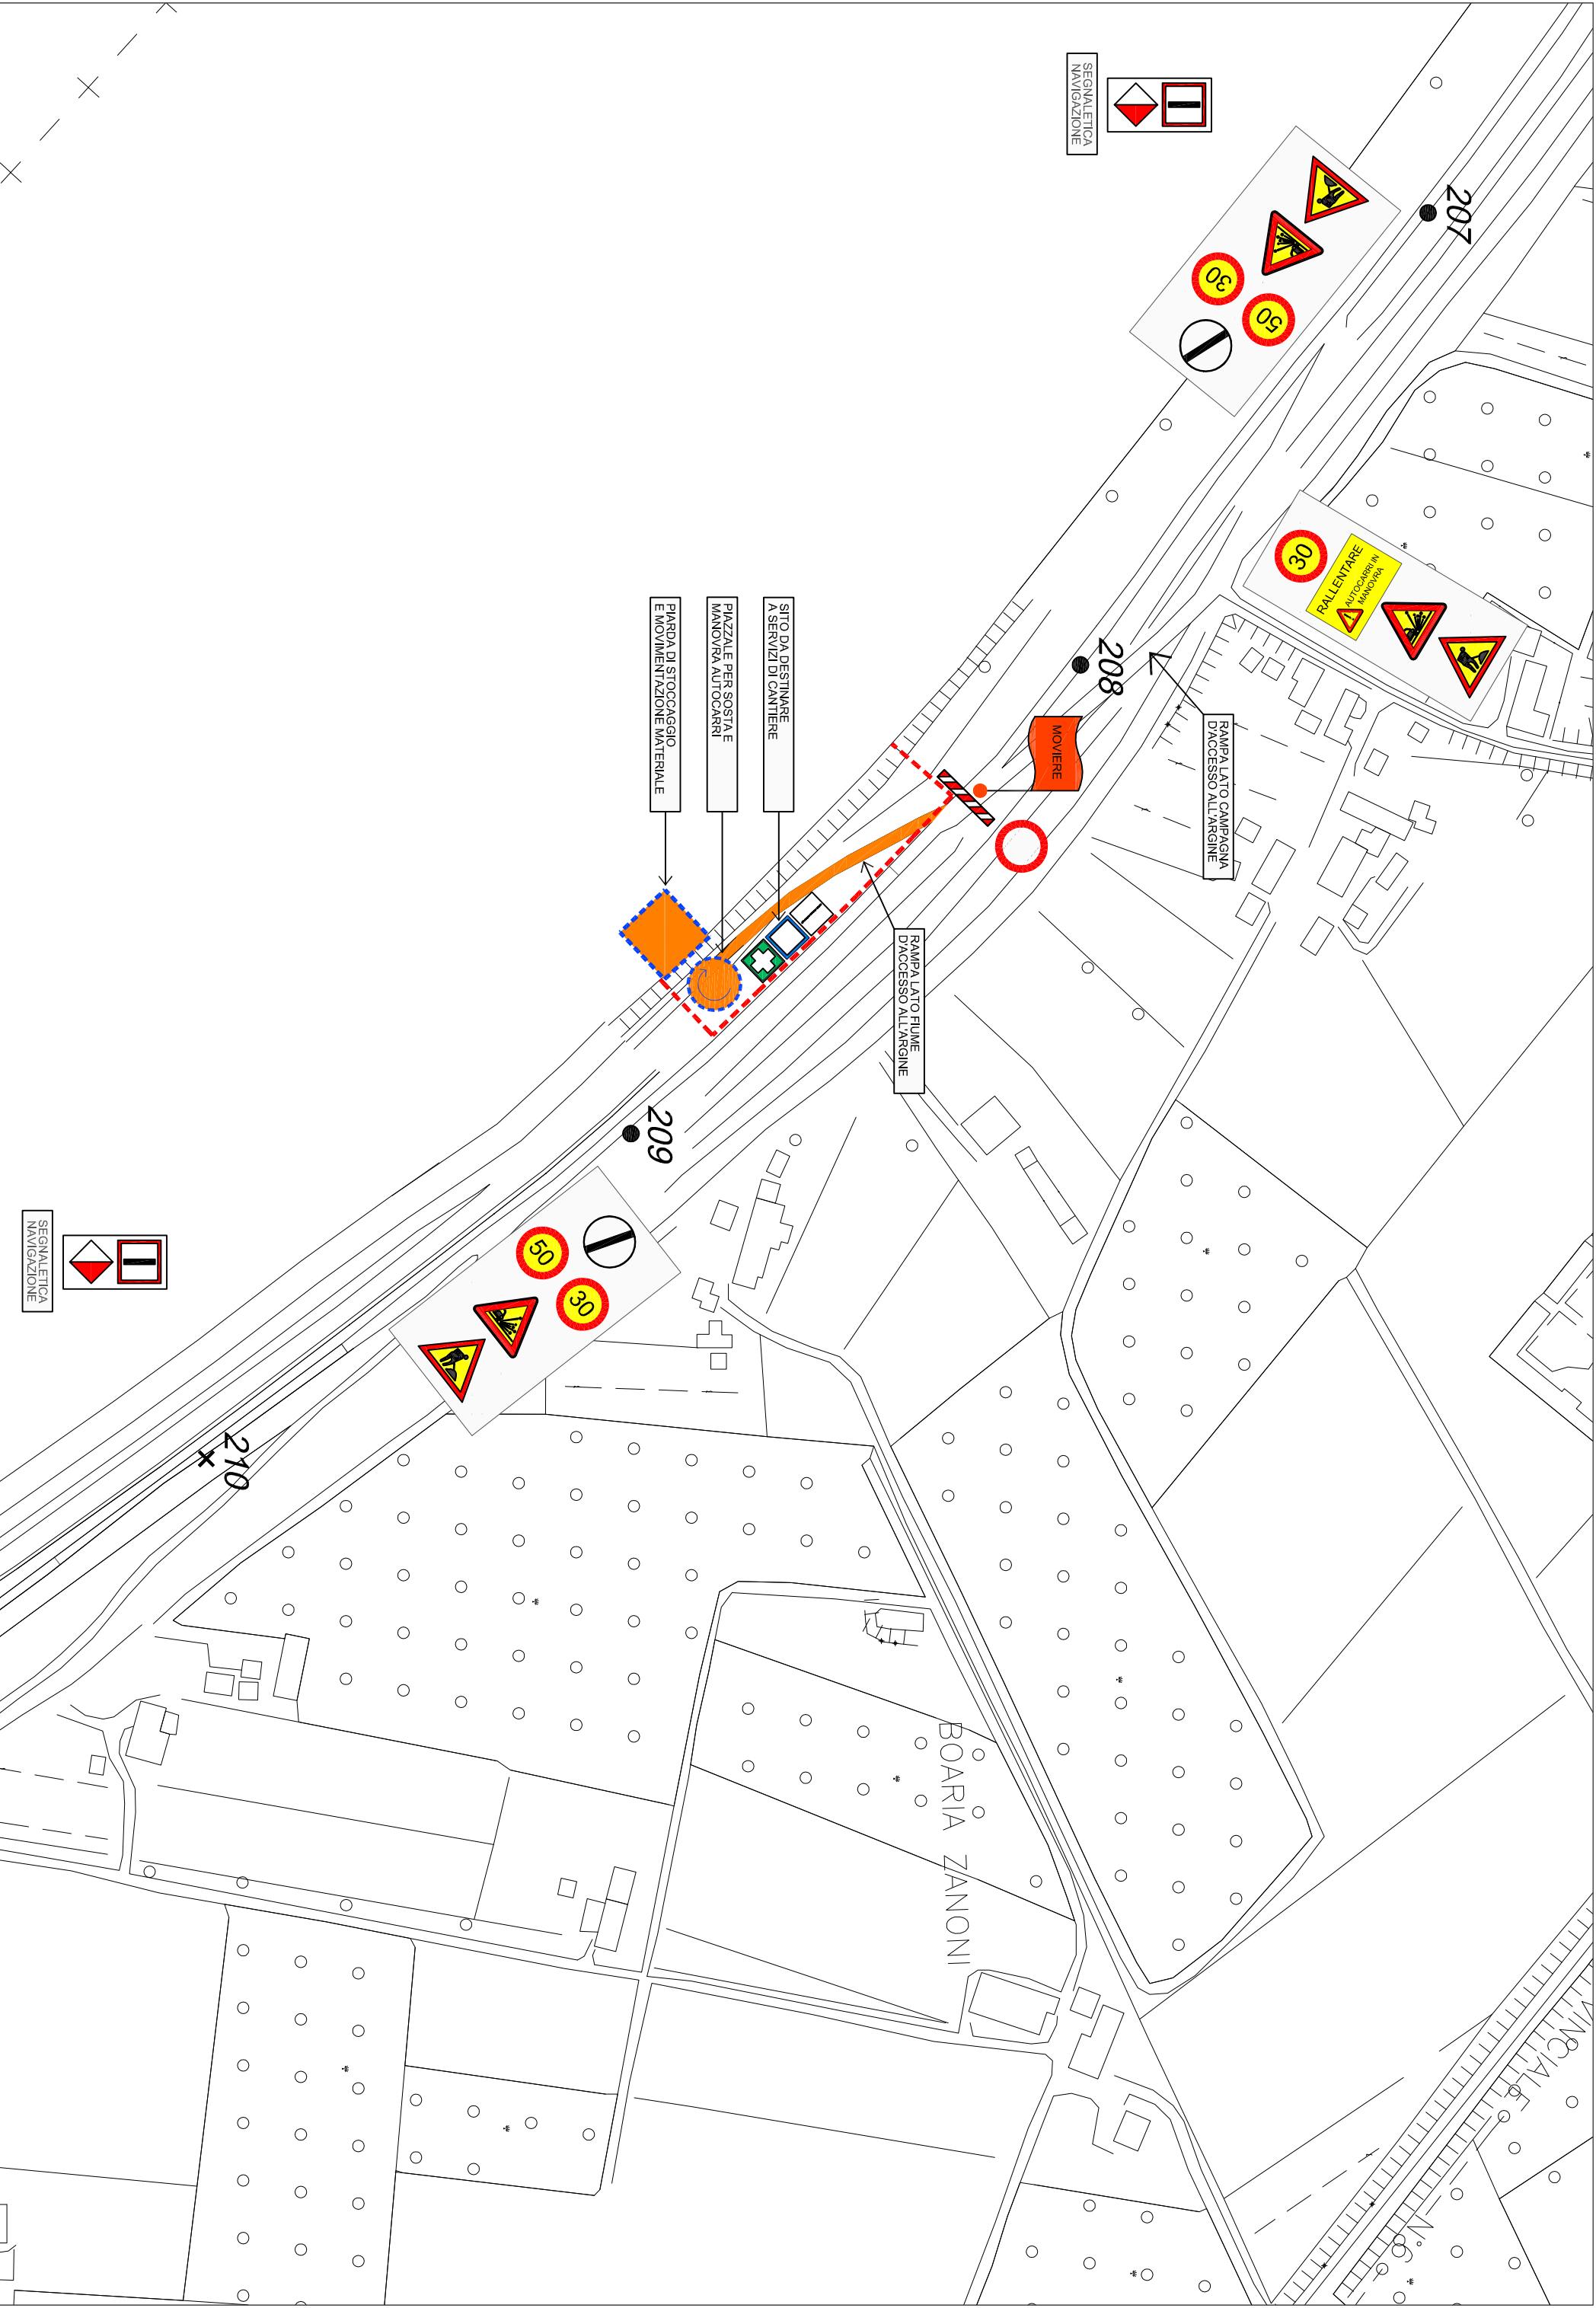 SEGNALETICA
NAVIGAZIONE
207
30
50
30
RALLENTARE
AUTOCARRI IN
MANOVRA
208
RAMPA LATO CAMPAGNA
D'ACCESSO ALL'ARGINE
MOVIERE
SITO DA DESTINARE
A SERVIZI DI CANTIERE
PIAZZALE PER SOSTA E
MANOVRA AUTOCARRI
PIARDA DI STOCCAGGIO
E MOVIMENTAZIONE MATERIALE
RAMPA LATO FIUME
D'ACCESSO ALL'ARGINE
209
50
30
SEGNALETICA
NAVIGAZIONE
210
BOARIA ZANONI